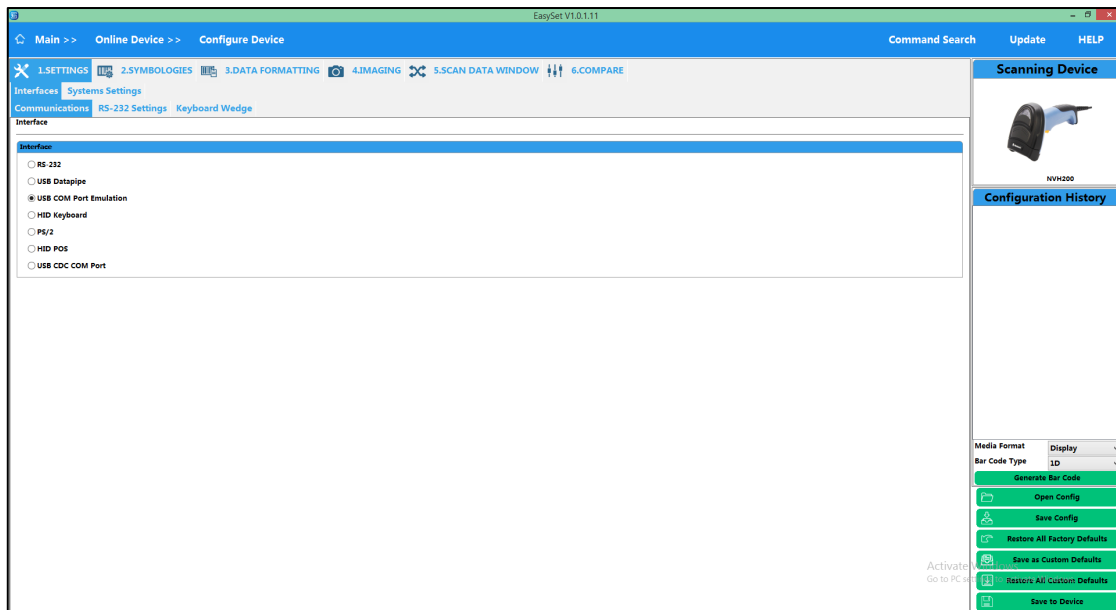 EasySet V1.0.1.11
Main >> Online Device >> Configure Device Command Search Update HELP
1.SETTINGS 2.SYMBOLOGIES 3.DATA FORMATTING 4.IMAGING 5.SCAN DATA WINDOW 6.COMPARE
Interfaces Systems Settings
Communications RS-232 Settings Keyboard Wedge
Interface
Interface
RS-232
USB Datapipe
USB COM Port Emulation
HID Keyboard
PS/2
HID POS
USB CDC COM Port
Scanning Device
NVH200
Configuration History
Media Format Display
Bar Code Type 1D
Generate Bar Code
Open Config
Save Config
Restore All Factory Defaults
Save as Custom Defaults
Restore All Custom Defaults
Save to Device
Activate
Go to PC